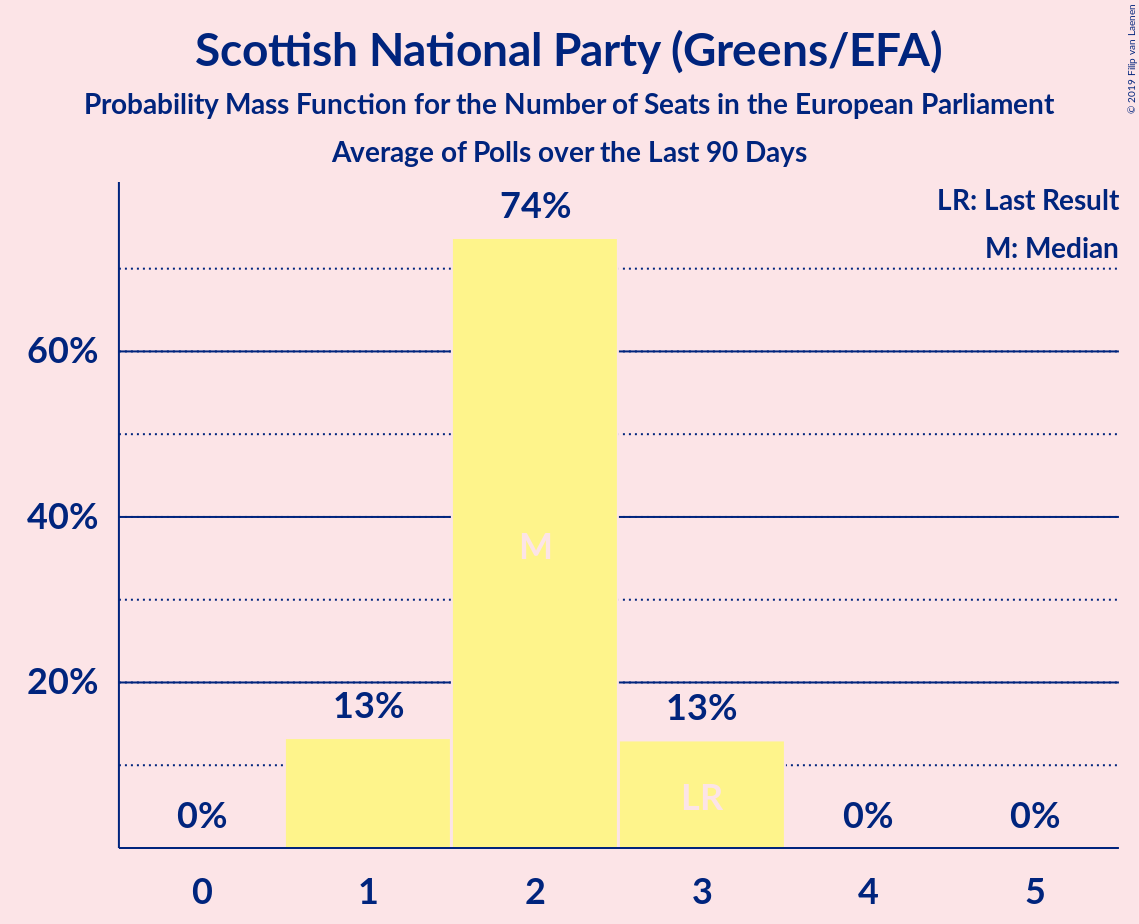 Scottish National Party (Greens/EFA)
Probability Mass Function for the Number of Seats in the European Parliament
Average of Polls over the Last 90 Days
© 2019 Filip van Laenen
LR: Last Result
M: Median
74%
60%
40%
20%
M
13%
13%
LR
0%
0%
0%
0
1
2
3
4
5